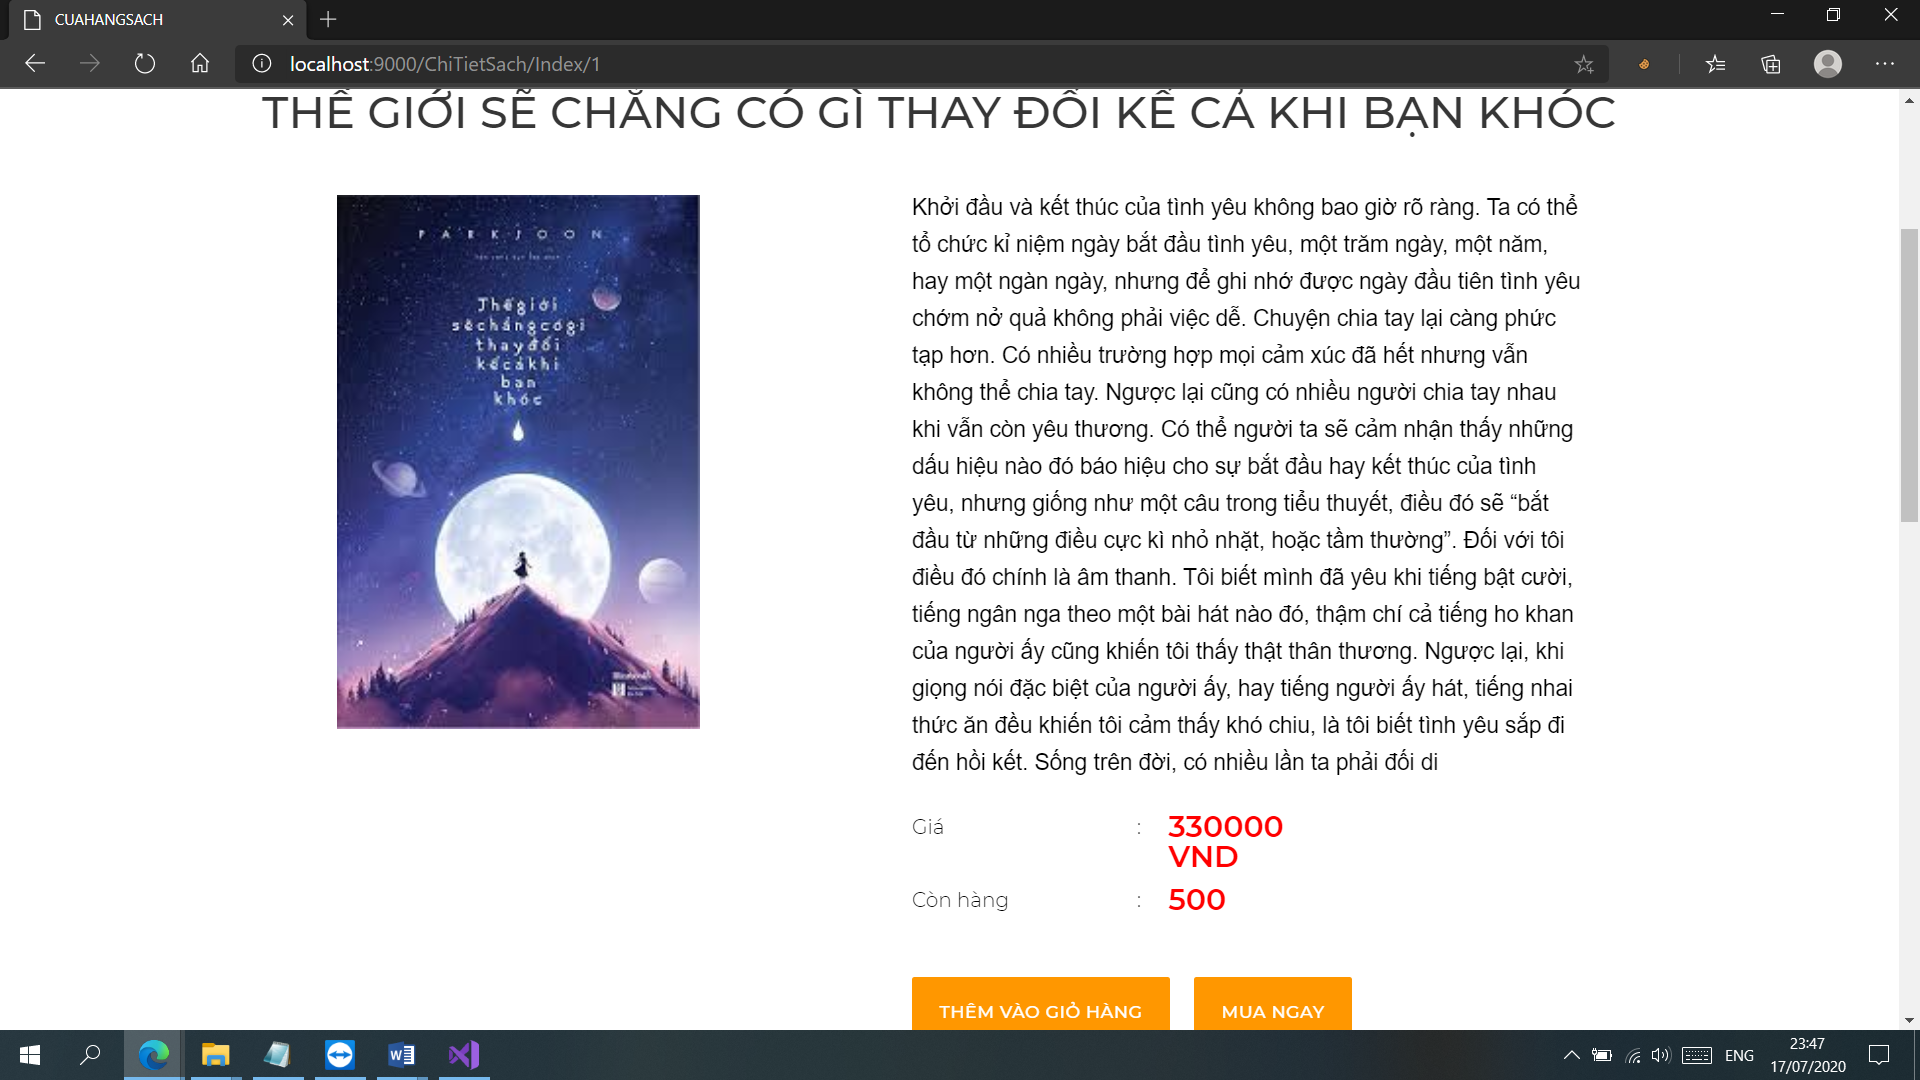 CUAHANGSACH
localhost:9000/ChiTietSach/Index/1
THẾ GIỚI SẼ CHẲNG CÓ GÌ THAY ĐỔI KỂ CẢ KHI BẠN KHÓC
PARKJOON
Thế giới
sẽ chẳng có gì
thay đổi
kể cả khi
bạn
khóc
Khởi đầu và kết thúc của tình yêu không bao giờ rõ ràng. Ta có thể
tổ chức kỉ niệm ngày bắt đầu tình yêu, một trăm ngày, một năm,
hay một ngàn ngày, nhưng để ghi nhớ được ngày đầu tiên tình yêu
chớm nở quả không phải việc dễ. Chuyện chia tay lại càng phức
tạp hơn. Có nhiều trường hợp mọi cảm xúc đã hết nhưng vẫn
không thể chia tay. Ngược lại cũng có nhiều người chia tay nhau
khi vẫn còn yêu thương. Có thể người ta sẽ cảm nhận thấy những
dấu hiệu nào đó báo hiệu cho sự bắt đầu hay kết thúc của tình
yêu, nhưng giống như một câu trong tiểu thuyết, điều đó sẽ “bắt
đầu từ những điều cực kì nhỏ nhặt, hoặc tầm thường”. Đối với tôi
điều đó chính là âm thanh. Tôi biết mình đã yêu khi tiếng bật cười,
tiếng ngân nga theo một bài hát nào đó, thậm chí cả tiếng ho khan
của người ấy cũng khiến tôi thấy thật thân thương. Ngược lại, khi
giọng nói đặc biệt của người ấy, hay tiếng người ấy hát, tiếng nhai
thức ăn đều khiến tôi cảm thấy khó chiu, là tôi biết tình yêu sắp đi
đến hồi kết. Sống trên đời, có nhiều lần ta phải đối di
Giá : 330000
VND
Còn hàng : 500
THÊM VÀO GIỎ HÀNG MUA NGAY
ENG
23:47
17/07/2020